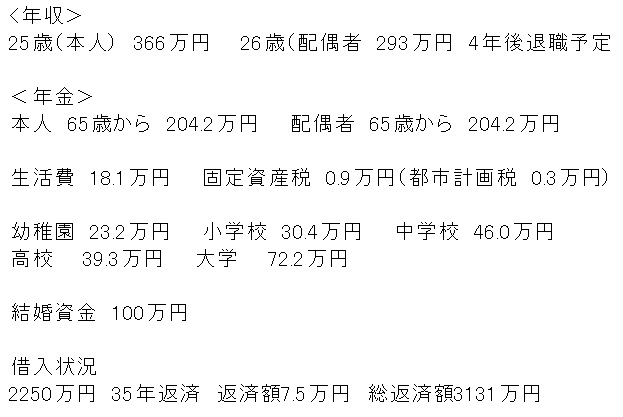 <年収>
25歳(本人) 366万円 26歳(配偶者 293万円 4年後退職予定
<年金>
本人 65歳から 204.2万円 配偶者 65歳から 204.2万円
生活費 18.1万円 固定資産税 0.9万円(都市計画税 0.3万円)
幼稚園 23.2万円 小学校 30.4万円 中学校 46.0万円
高校 39.3万円 大学 72.2万円
結婚資金 100万円
借入状況
2250万円 35年返済 返済額7.5万円 総返済額3131万円